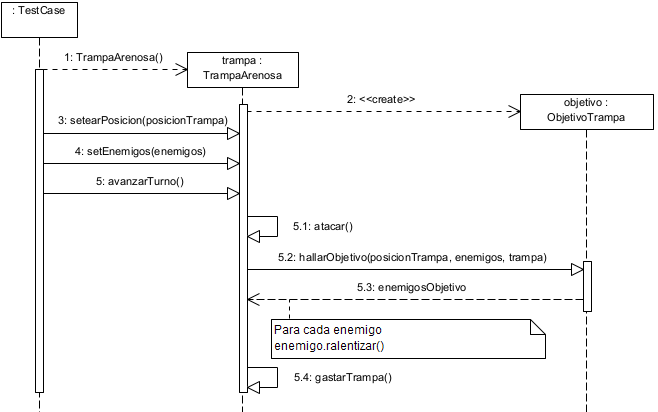 : TestCase
1: TrampaArenosa()
trampa :
TrampaArenosa
2: <<create>>
objetivo :
ObjetivoTrampa
3: setearPosicion(posicionTrampa)
4: setEnemigos(enemigos)
5: avanzarTurno()
5.1: atacar()
5.2: hallarObjetivo(posicionTrampa, enemigos, trampa)
5.3: enemigosObjetivo
Para cada enemigo
enemigo.ralentizar()
5.4: gastarTrampa()